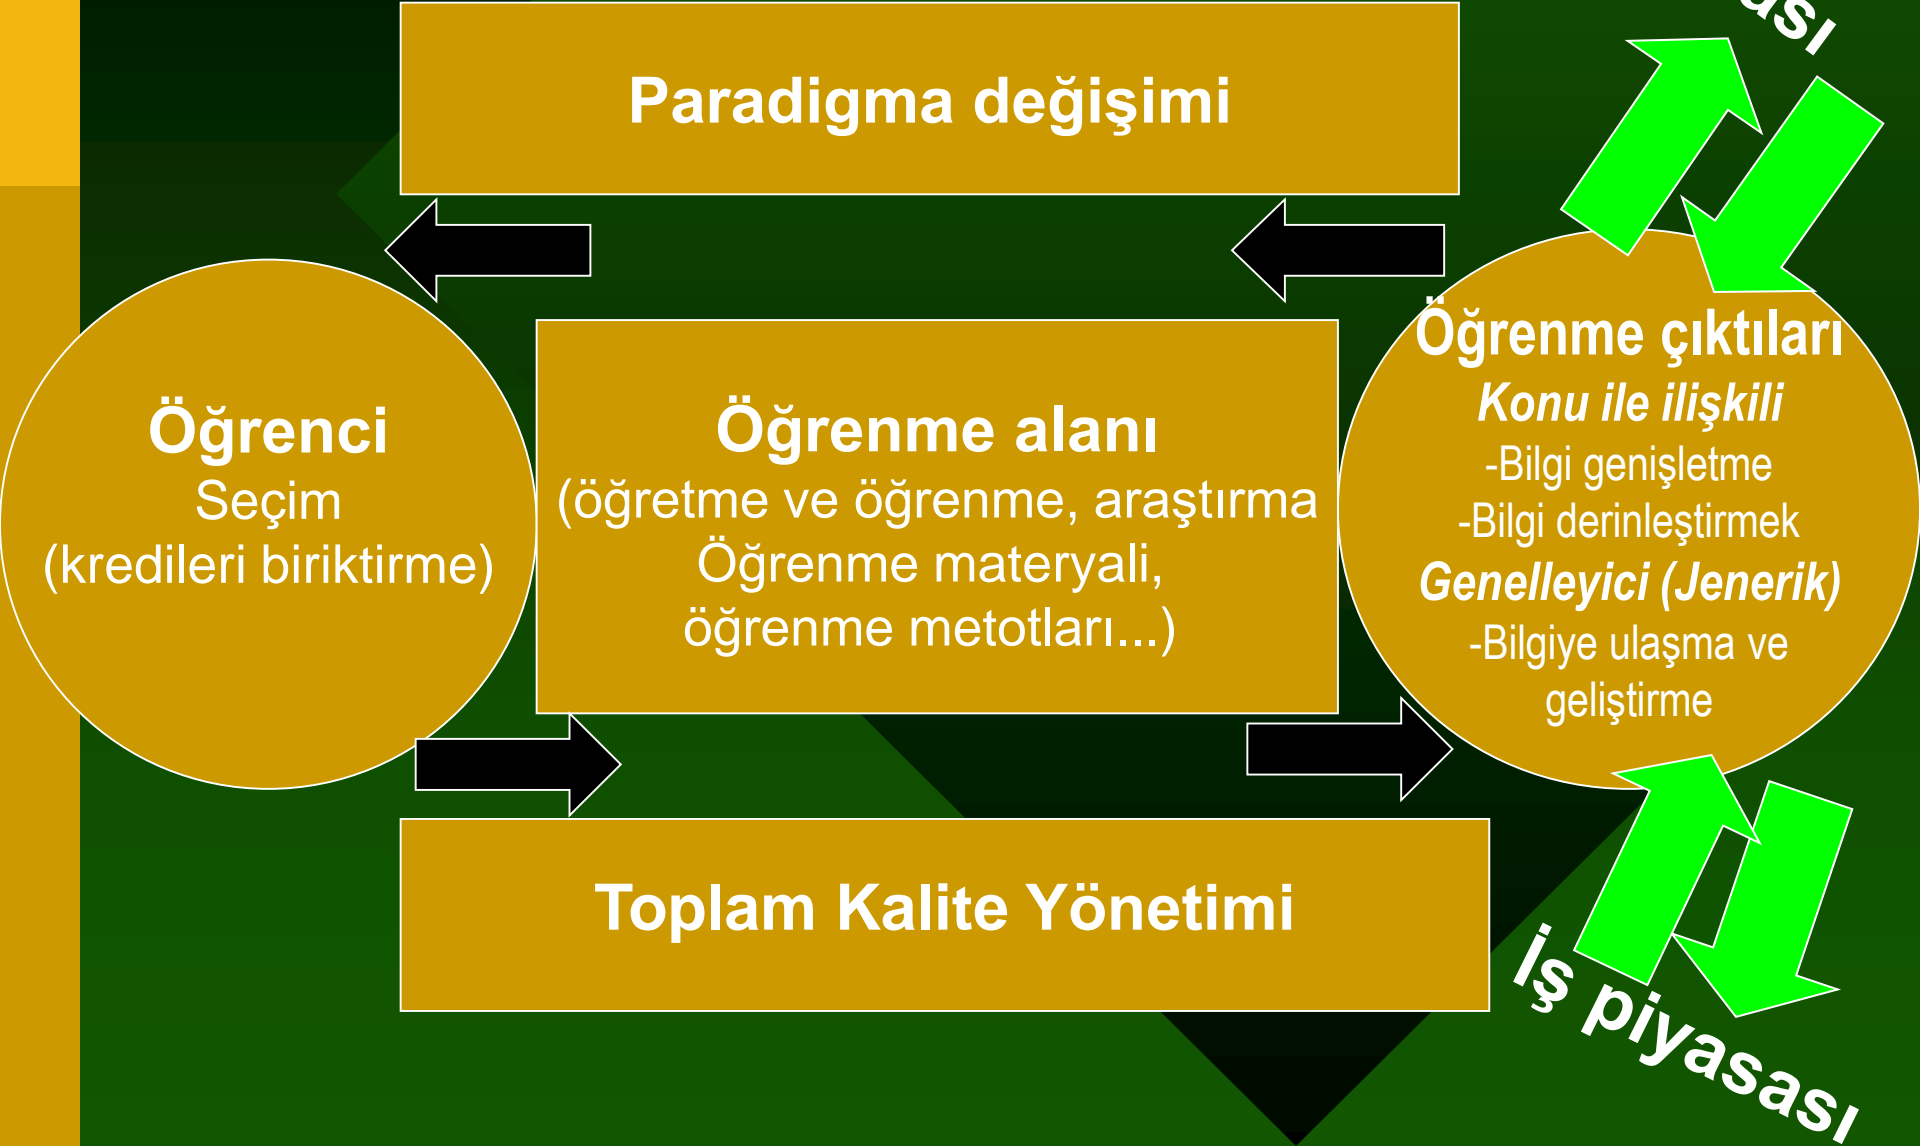 Paradigma değişimi
Öğrenci
Seçim
(kredileri biriktirme)
Öğrenme alanı
(öğretme ve öğrenme, araştırma
Öğrenme materyali,
öğrenme metotları...)
Öğrenme çıktıları
Konu ile ilişkili
-Bilgi genişletme
-Bilgi derinleştirmek
Genelleyici (Jenerik)
-Bilgiye ulaşma ve
geliştirme
Toplam Kalite Yönetimi
İş piyasası